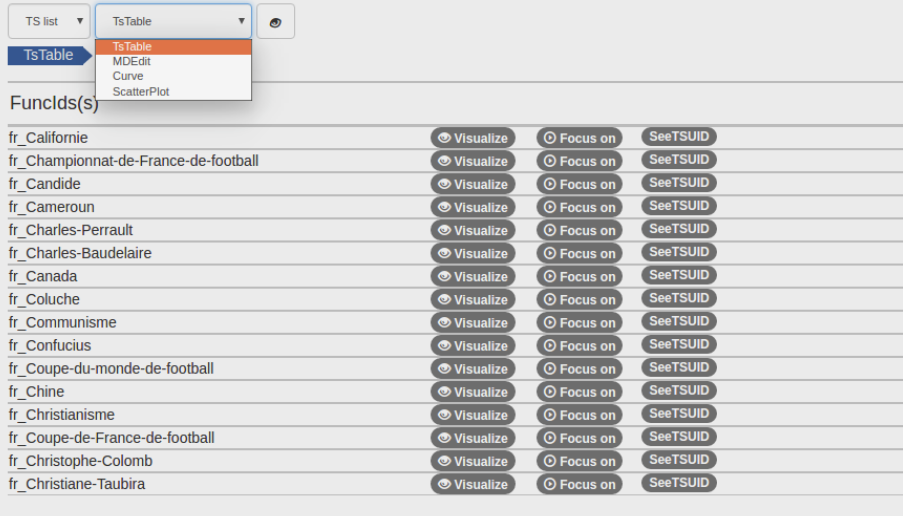 TS list TsTable
TsTable
MDEdit
Curve
ScatterPlot
TsTable
FuncIds(s)
fr_Californie Visualize Focus on SeeTSUID
fr_Championnat-de-France-de-football Visualize Focus on SeeTSUID
fr_Candide Visualize Focus on SeeTSUID
fr_Cameroun Visualize Focus on SeeTSUID
fr_Charles-Perrault Visualize Focus on SeeTSUID
fr_Charles-Baudelaire Visualize Focus on SeeTSUID
fr_Canada Visualize Focus on SeeTSUID
fr_Coluche Visualize Focus on SeeTSUID
fr_Communisme Visualize Focus on SeeTSUID
fr_Confucius Visualize Focus on SeeTSUID
fr_Coupe-du-monde-de-football Visualize Focus on SeeTSUID
fr_Chine Visualize Focus on SeeTSUID
fr_Christianisme Visualize Focus on SeeTSUID
fr_Coupe-de-France-de-football Visualize Focus on SeeTSUID
fr_Christophe-Colomb Visualize Focus on SeeTSUID
fr_Christiane-Taubira Visualize Focus on SeeTSUID